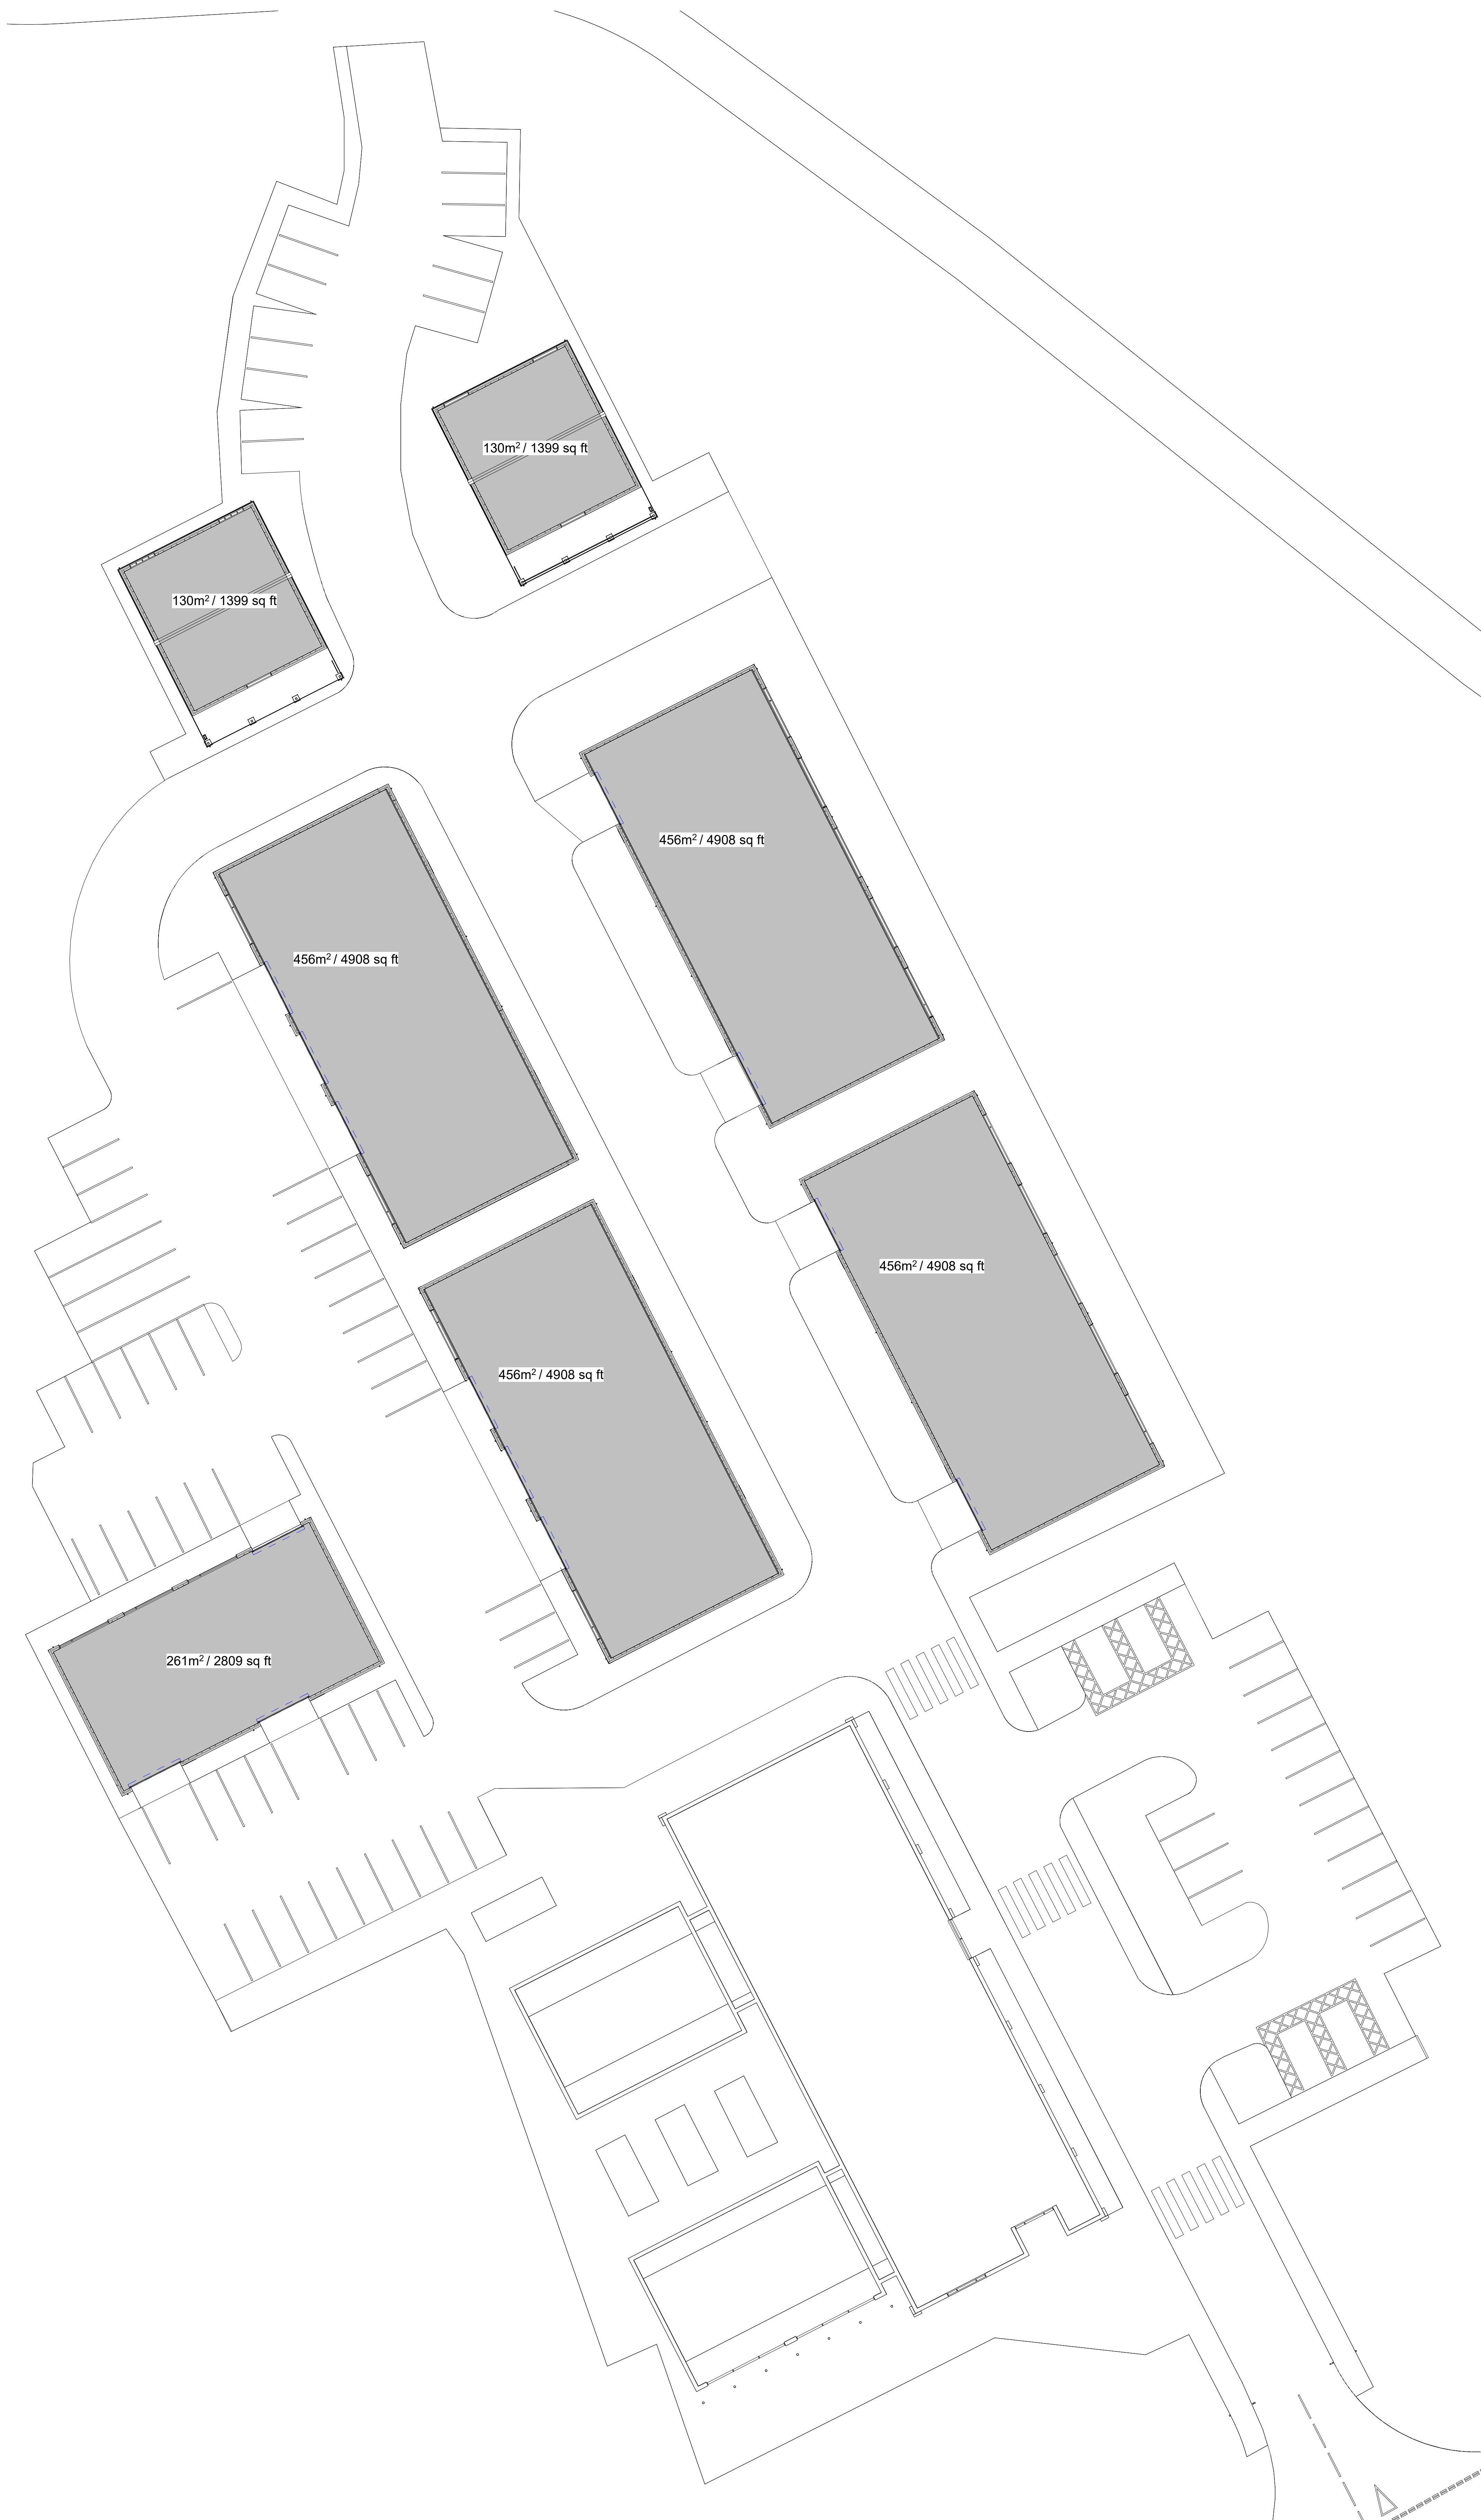 130m² / 1399 sq ft
130m² / 1399 sq ft
456m² / 4908 sq ft
456m² / 4908 sq ft
456m² / 4908 sq ft
456m² / 4908 sq ft
261m² / 2809 sq ft